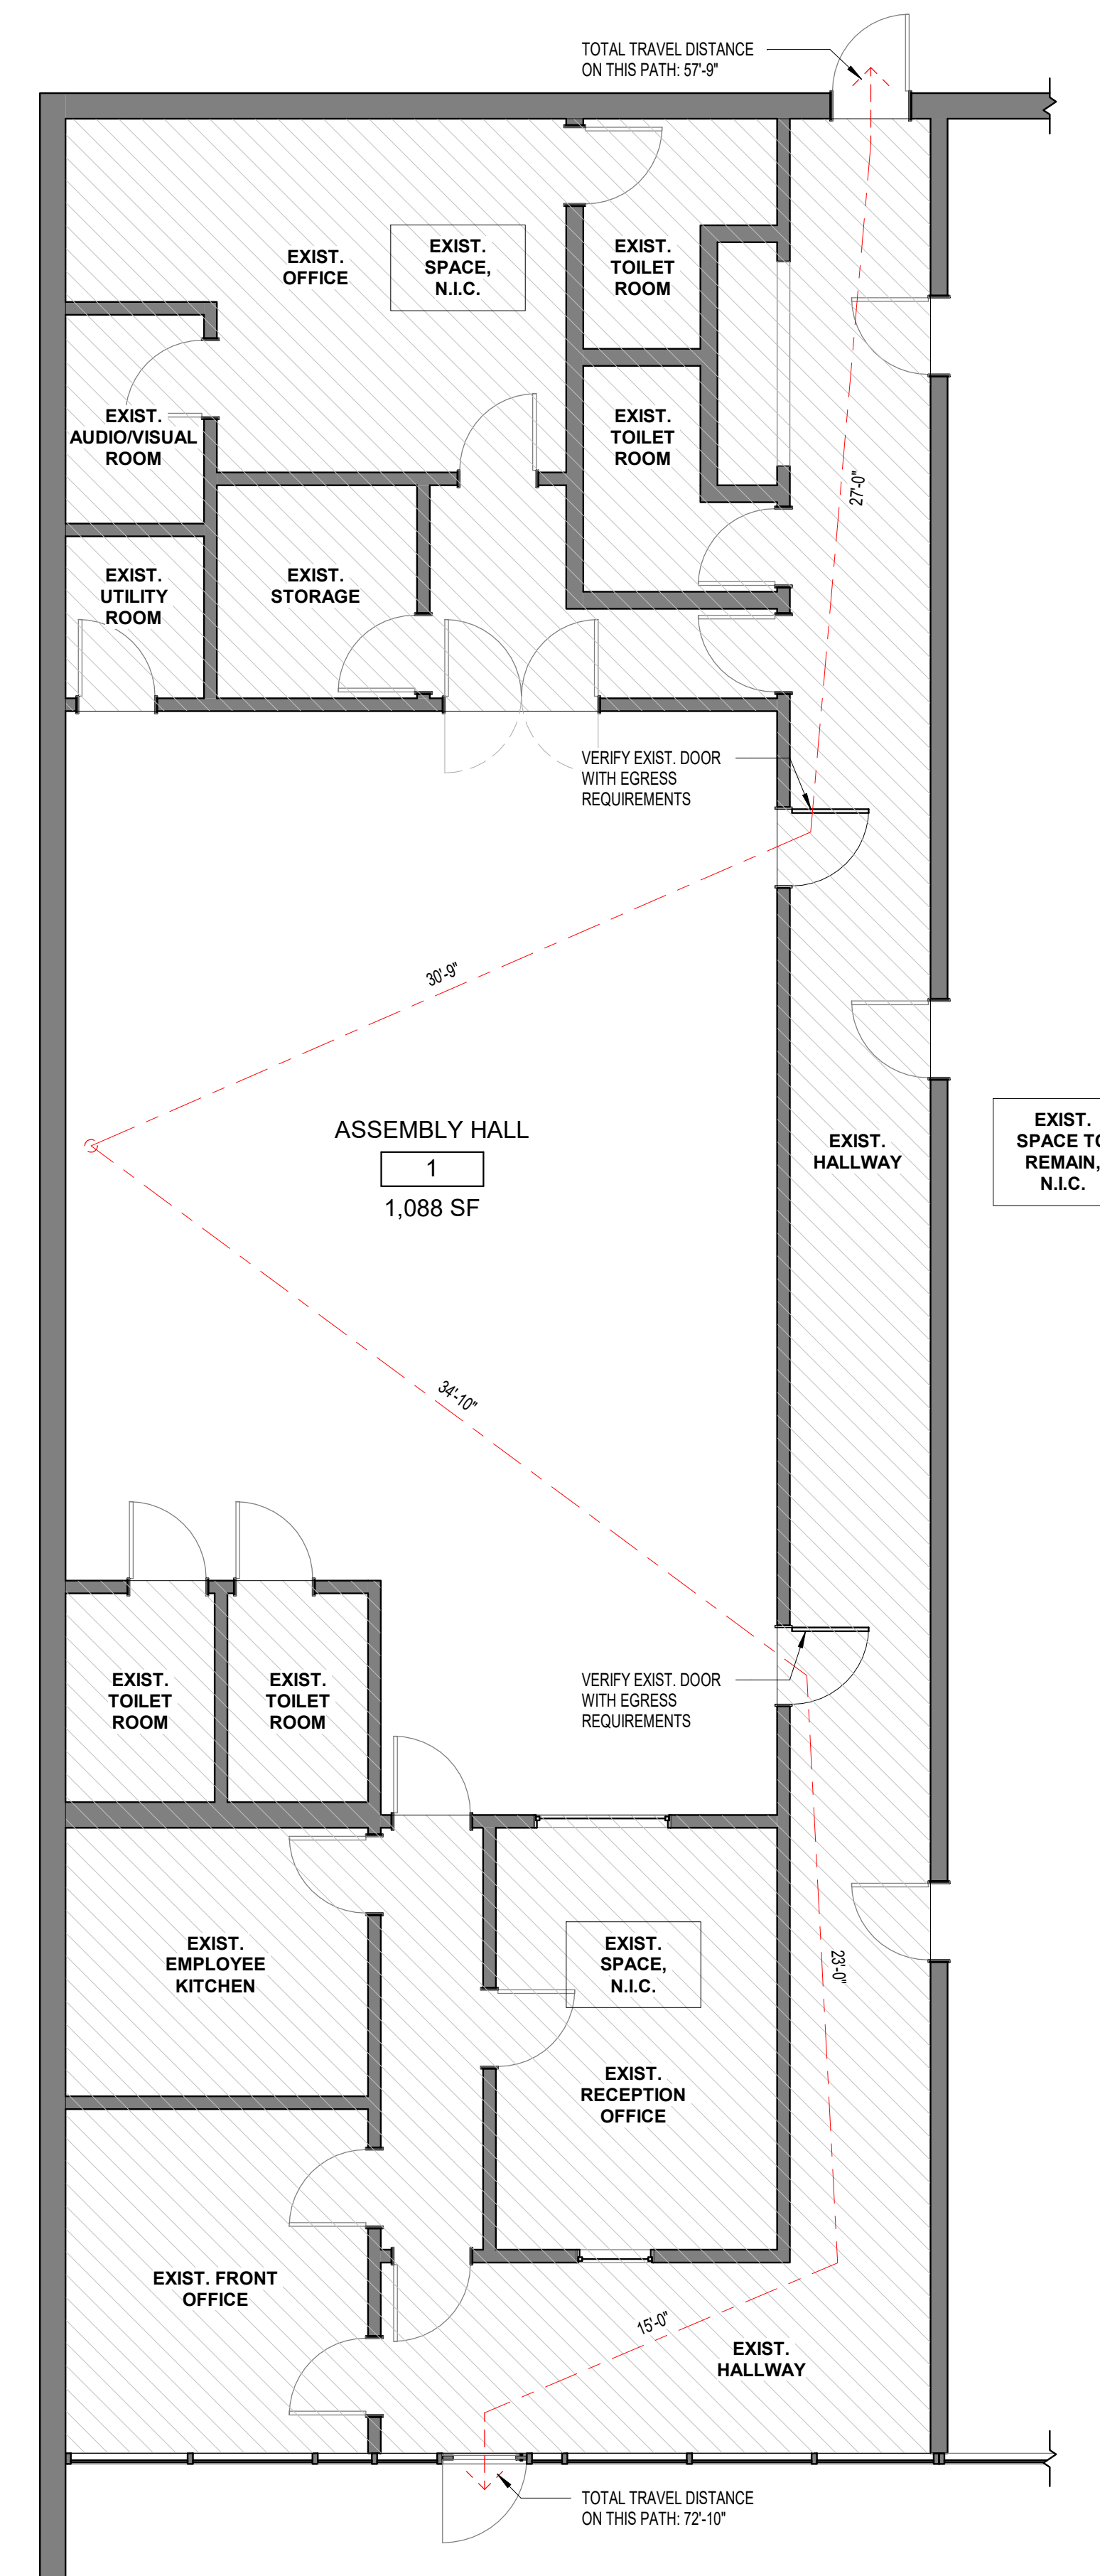 TOTAL TRAVEL DISTANCE
ON THIS PATH: 57'-9"
EXIST.
OFFICE
EXIST.
SPACE,
N.I.C.
EXIST.
TOILET
ROOM
EXIST.
AUDIO/VISUAL
ROOM
EXIST.
TOILET
ROOM
27'-0"
EXIST.
UTILITY
ROOM
EXIST.
STORAGE
VERIFY EXIST. DOOR
WITH EGRESS
REQUIREMENTS
30'-9"
ASSEMBLY HALL
1
1,088 SF
EXIST.
HALLWAY
EXIST.
SPACE TO
REMAIN,
N.I.C.
34'-10"
EXIST.
TOILET
ROOM
EXIST.
TOILET
ROOM
VERIFY EXIST. DOOR
WITH EGRESS
REQUIREMENTS
EXIST.
EMPLOYEE
KITCHEN
EXIST.
SPACE,
N.I.C.
23'-0"
EXIST.
RECEPTION
OFFICE
EXIST. FRONT
OFFICE
15'-0"
EXIST.
HALLWAY
TOTAL TRAVEL DISTANCE
ON THIS PATH: 72'-10"